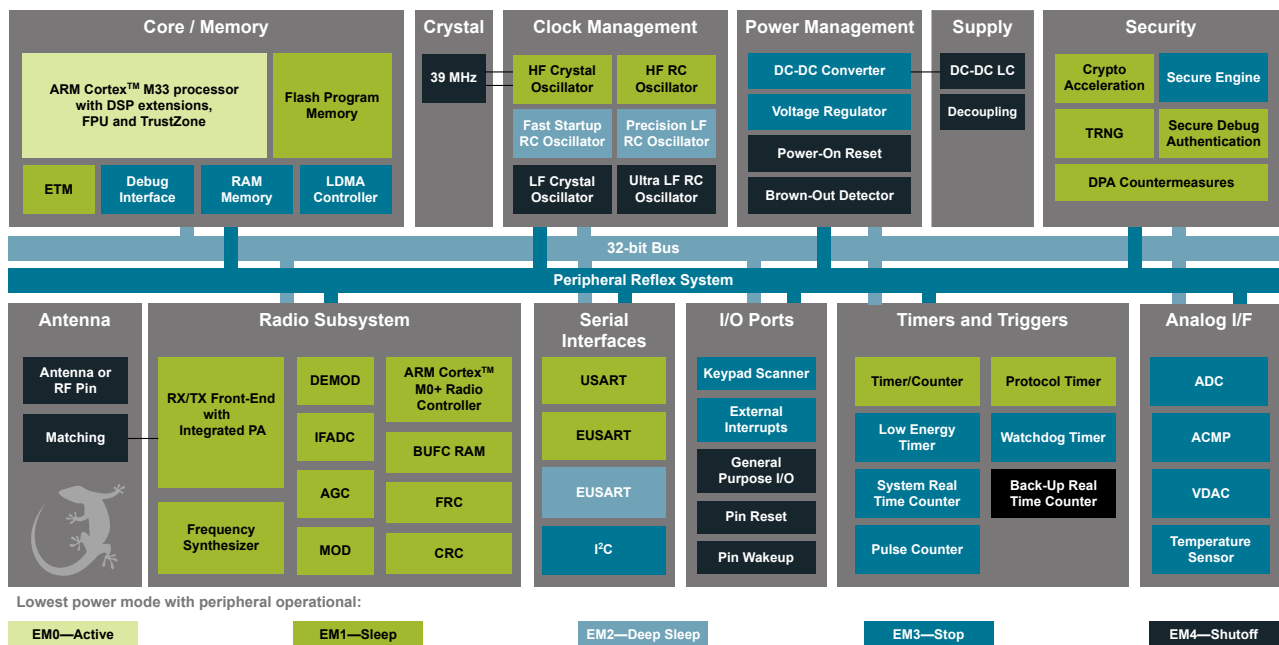 Core / Memory
ARM Cortex™ M33 processor
with DSP extensions,
FPU and TrustZone
Flash Program
Memory
ETM
Debug
Interface
RAM
Memory
LDMA
Controller
Crystal
39 MHz
Clock Management
HF Crystal
Oscillator
HF RC
Oscillator
Fast Startup
RC Oscillator
Precision LF
RC Oscillator
LF Crystal
Oscillator
Ultra LF RC
Oscillator
Power Management
DC-DC Converter
Voltage Regulator
Power-On Reset
Brown-Out Detector
Supply
DC-DC LC
Decoupling
Security
Crypto
Acceleration
Secure Engine
TRNG
Secure Debug
Authentication
DPA Countermeasures
32-bit Bus
Peripheral Reflex System
Antenna
Antenna or
RF Pin
Matching
Radio Subsystem
RX/TX Front-End
with
Integrated PA
Frequency
Synthesizer
DEMOD
IFADC
AGC
MOD
ARM Cortex™
M0+ Radio
Controller
BUFC RAM
FRC
CRC
Serial
Interfaces
USART
EUSART
EUSART
I²C
I/O Ports
Keypad Scanner
External
Interrupts
General
Purpose I/O
Pin Reset
Pin Wakeup
Timers and Triggers
Timer/Counter
Protocol Timer
Low Energy
Timer
Watchdog Timer
System Real
Time Counter
Back-Up Real
Time Counter
Pulse Counter
Analog I/F
ADC
ACMP
VDAC
Temperature
Sensor
Lowest power mode with peripheral operational:
EM0—Active
EM1—Sleep
EM2—Deep Sleep
EM3—Stop
EM4—Shutoff